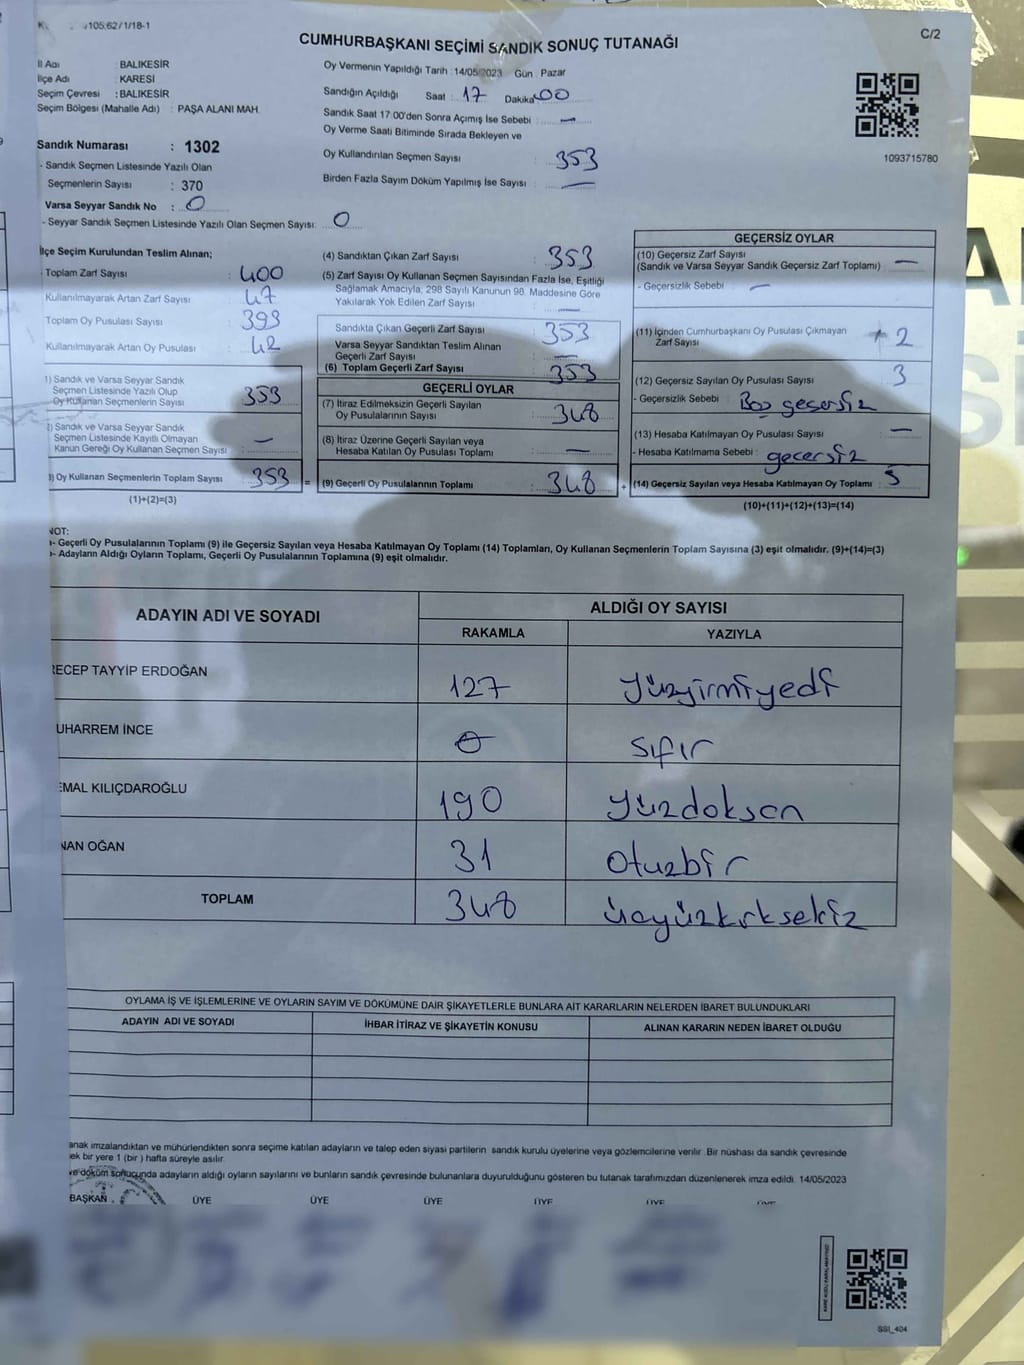 105.62/1/18-1
C/2
CUMHURBAŞKANI SEÇİMİ SANDIK SONUÇ TUTANAĞI
İl Adı : BALIKESİR
İlçe Adı : KARESİ
Seçim Çevresi : BALIKESİR
Seçim Bölgesi (Mahalle Adı) : PAŞA ALANI MAH.
Sandık Numarası : 1302
- Sandık Seçmen Listesinde Yazılı Olan
Seçmenlerin Sayısı : 370
Varsa Seyyar Sandık No : 0
- Seyyar Sandık Seçmen Listesinde Yazılı Olan Seçmen Sayısı: 0
Oy Vermenin Yapıldığı Tarih : 14/05/2023 Gün Pazar
Sandığın Açıldığı Saat : 17 Dakika 00
Sandık Saat 17:00'den Sonra Açımış İse Sebebi : —
Oy Verme Saati Bitiminde Sırada Bekleyen ve
Oy Kullandırılan Seçmen Sayısı : 353
Birden Fazla Sayım Döküm Yapılmış İse Sayısı : —
1093715780
İlçe Seçim Kurulundan Teslim Alınan;
Toplam Zarf Sayısı : 400
Kullanılmayarak Artan Zarf Sayısı : 47
Toplam Oy Pusulası Sayısı : 393
Kullanılmayarak Artan Oy Pusulası : 42
1) Sandık ve Varsa Seyyar Sandık
Seçmen Listesinde Yazılı Olup
Oy Kullanan Seçmenlerin Sayısı : 353
) Sandık ve Varsa Seyyar Sandık
Seçmen Listesinde Kayıtlı Olmayan
Kanun Gereği Oy Kullanan Seçmen Sayısı : —
) Oy Kullanan Seçmenlerin Toplam Sayısı : 353
(1)+(2)=(3)
(4) Sandıktan Çıkan Zarf Sayısı : 353
(5) Zarf Sayısı Oy Kullanan Seçmen Sayısından Fazla İse, Eşitliği
Sağlamak Amacıyla; 298 Sayılı Kanunun 98. Maddesine Göre
Yakılarak Yok Edilen Zarf Sayısı : —
Sandıkta Çıkan Geçerli Zarf Sayısı : 353
Varsa Seyyar Sandıktan Teslim Alınan
Geçerli Zarf Sayısı : —
(6) Toplam Geçerli Zarf Sayısı : 353
GEÇERLİ OYLAR
(7) İtiraz Edilmeksizin Geçerli Sayılan
Oy Pusulalarının Sayısı : 348
(8) İtiraz Üzerine Geçerli Sayılan veya
Hesaba Katılan Oy Pusulası Toplamı : —
= (9) Geçerli Oy Pusulalarının Toplamı : 348
GEÇERSİZ OYLAR
(10) Geçersiz Zarf Sayısı
(Sandık ve Varsa Seyyar Sandık Geçersiz Zarf Toplamı) : —
- Geçersizlik Sebebi : —
(11) İçinden Cumhurbaşkanı Oy Pusulası Çıkmayan
Zarf Sayısı : 2
(12) Geçersiz Sayılan Oy Pusulası Sayısı : 3
- Geçersizlik Sebebi : Boş geçersiz
(13) Hesaba Katılmayan Oy Pusulası Sayısı : —
- Hesaba Katılmama Sebebi : geçersiz
+ (14) Geçersiz Sayılan veya Hesaba Katılmayan Oy Toplamı : 5
(10)+(11)+(12)+(13)=(14)
NOT:
- Geçerli Oy Pusulalarının Toplamı (9) ile Geçersiz Sayılan veya Hesaba Katılmayan Oy Toplamı (14) Toplamları, Oy Kullanan Seçmenlerin Toplam Sayısına (3) eşit olmalıdır. (9)+(14)=(3)
- Adayların Aldığı Oyların Toplamı, Geçerli Oy Pusulalarının Toplamına (9) eşit olmalıdır.
ADAYIN ADI VE SOYADI
ALDIĞI OY SAYISI
RAKAMLA YAZIYLA
RECEP TAYYİP ERDOĞAN 127 yüzyirmiyedi
UHARREM İNCE 0 sıfır
EMAL KILIÇDAROĞLU 190 yüzdoksan
NAN OĞAN 31 otuzbir
TOPLAM 348 üçyüzkırksekiz
OYLAMA İŞ VE İŞLEMLERİNE VE OYLARIN SAYIM VE DÖKÜMÜNE DAİR ŞİKAYETLERLE BUNLARA AİT KARARLARIN NELERDEN İBARET BULUNDUKLARI
ADAYIN ADI VE SOYADI İHBAR İTİRAZ VE ŞİKAYETİN KONUSU ALINAN KARARIN NEDEN İBARET OLDUĞU
anak imzalandıktan ve mühürlendikten sonra seçime katılan adayların ve talep eden siyasi partilerin sandık kurulu üyelerine veya gözlemcilerine verilir. Bir nüshası da sandık çevresinde
ek bir yere 1 (bir ) hafta süreyle asılır.
ve döküm sonucunda adayların aldığı oyların sayılarını ve bunların sandık çevresinde bulunanlara duyurulduğunu gösteren bu tutanak tarafımızdan düzenlenerek imza edildi. 14/05/2023
BAŞKAN ÜYE ÜYE ÜYE ÜYE ÜYE ÜYE
SSI_404